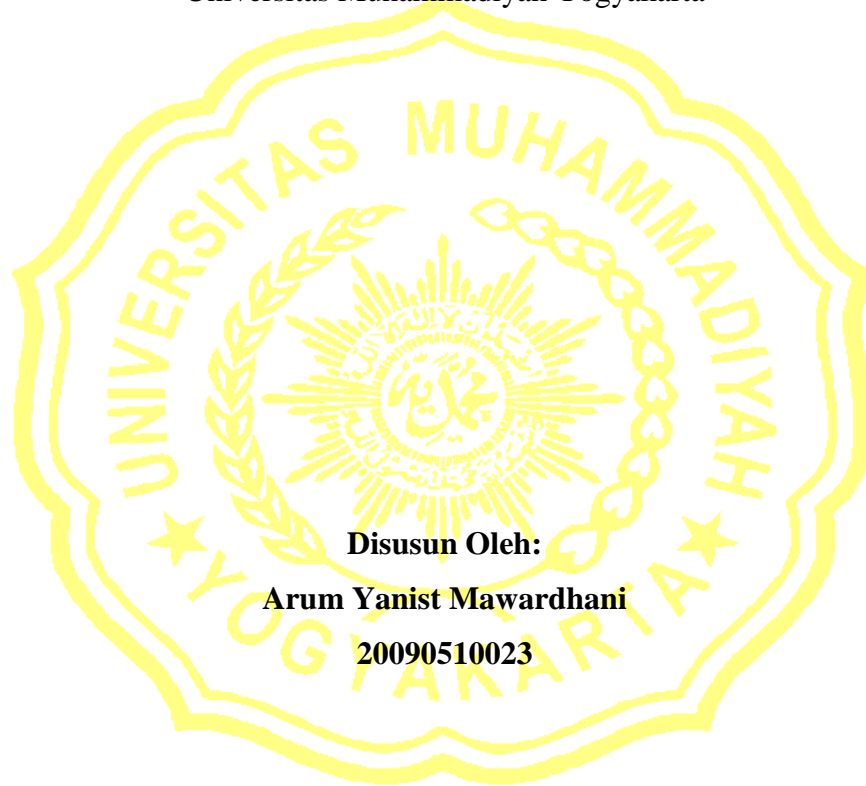 Universitas Muhammadiyah Yogyakarta
UNIVERSITAS MUHAMMADIYAH
Disusun Oleh:
Arum Yanist Mawardhani
20090510023
★ YOGYAKARTA ★